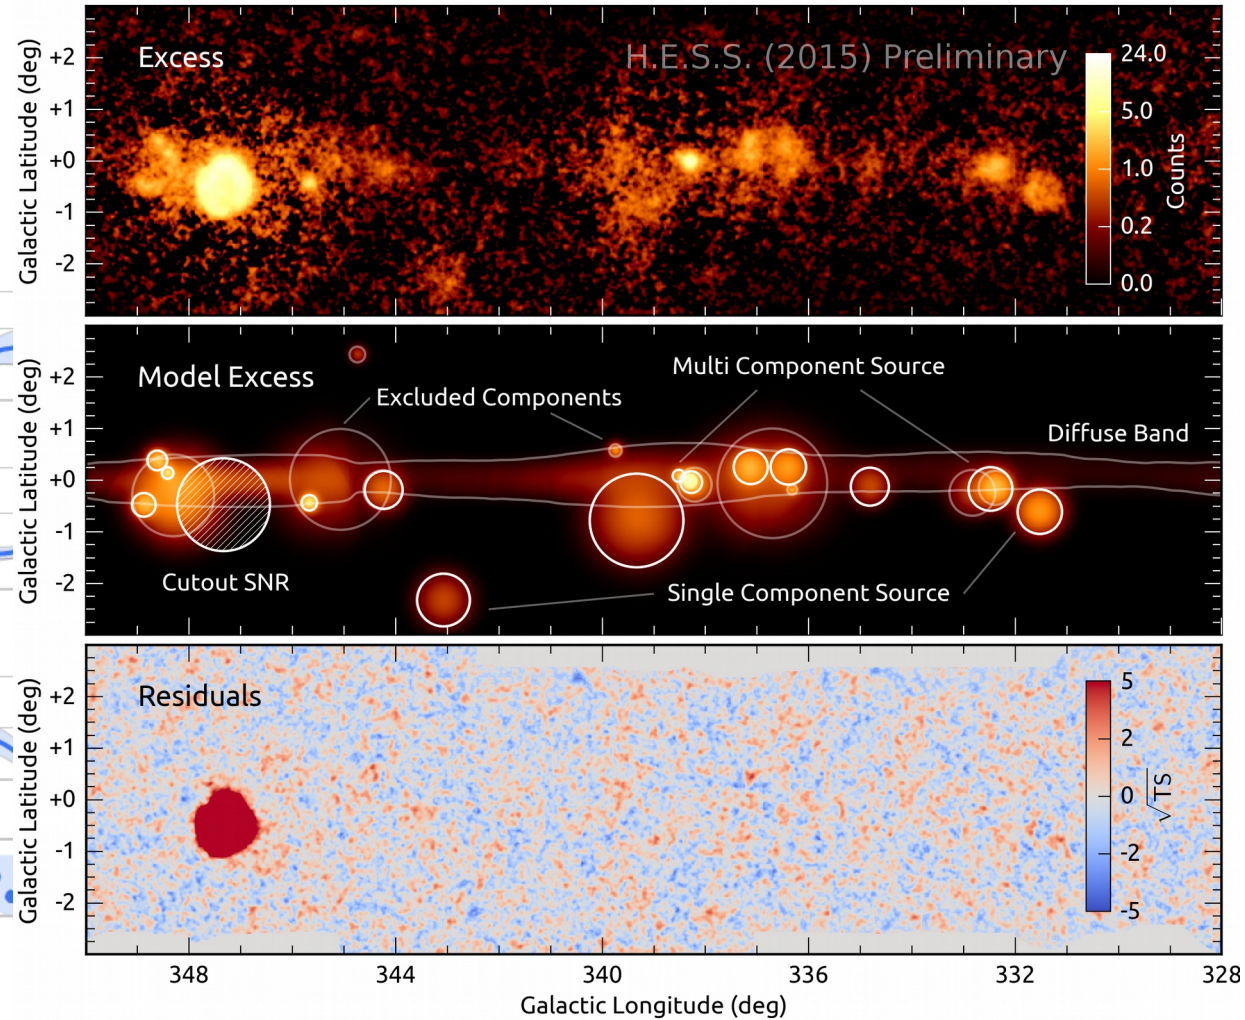 Excess
H.E.S.S. (2015) Preliminary
Galactic Latitude (deg)
+2
+1
+0
-1
-2
24.0
5.0
1.0
0.2
0.0
Counts
Model Excess
Multi Component Source
Excluded Components
Diffuse Band
Cutout SNR
Single Component Source
Galactic Latitude (deg)
+2
+1
+0
-1
-2
Residuals
Galactic Latitude (deg)
+2
+1
+0
-1
-2
5
2
0
-2
-5
√TS
348 344 340 336 332 328
Galactic Longitude (deg)